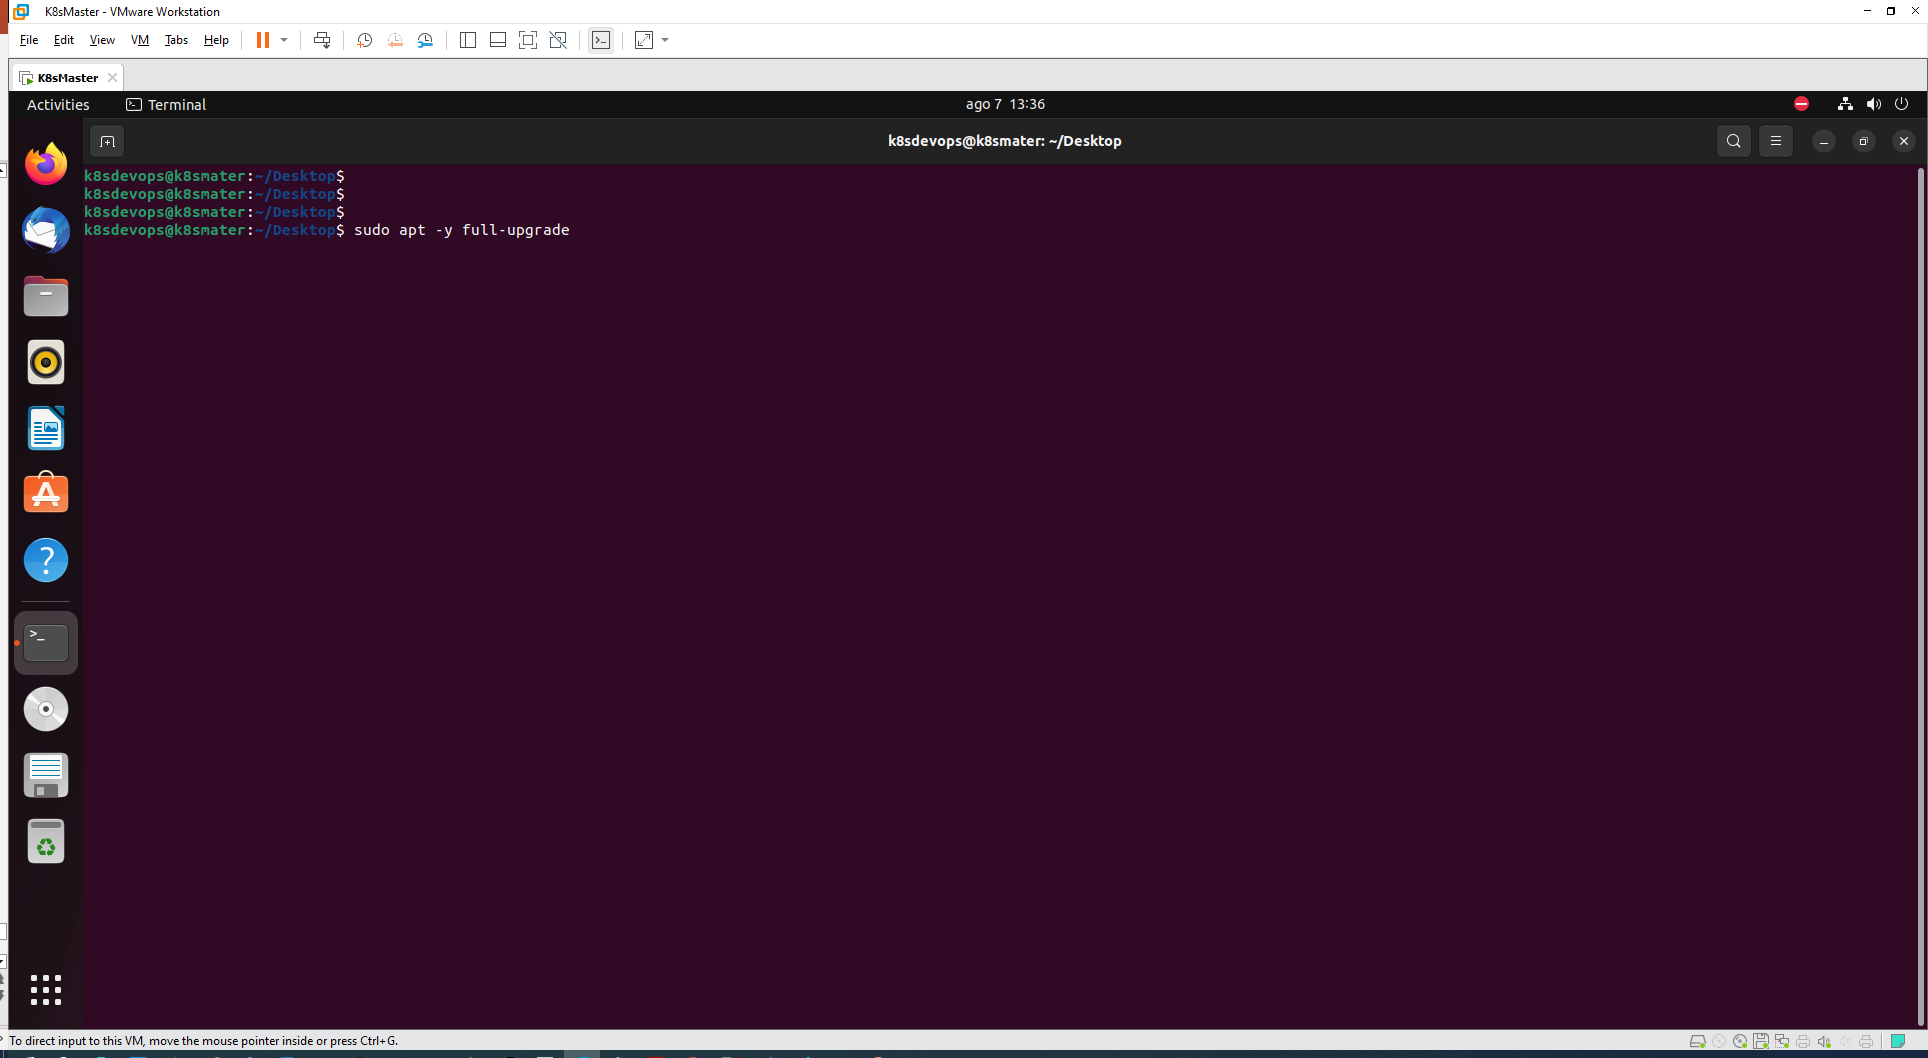 K8sMaster - VMware Workstation
File Edit View VM Tabs Help
K8sMaster
Activities Terminal ago 7 13:36
k8sdevops@k8smater: ~/Desktop
k8sdevops@k8smater:~/Desktop$
k8sdevops@k8smater:~/Desktop$
k8sdevops@k8smater:~/Desktop$
k8sdevops@k8smater:~/Desktop$ sudo apt -y full-upgrade
To direct input to this VM, move the mouse pointer inside or press Ctrl+G.